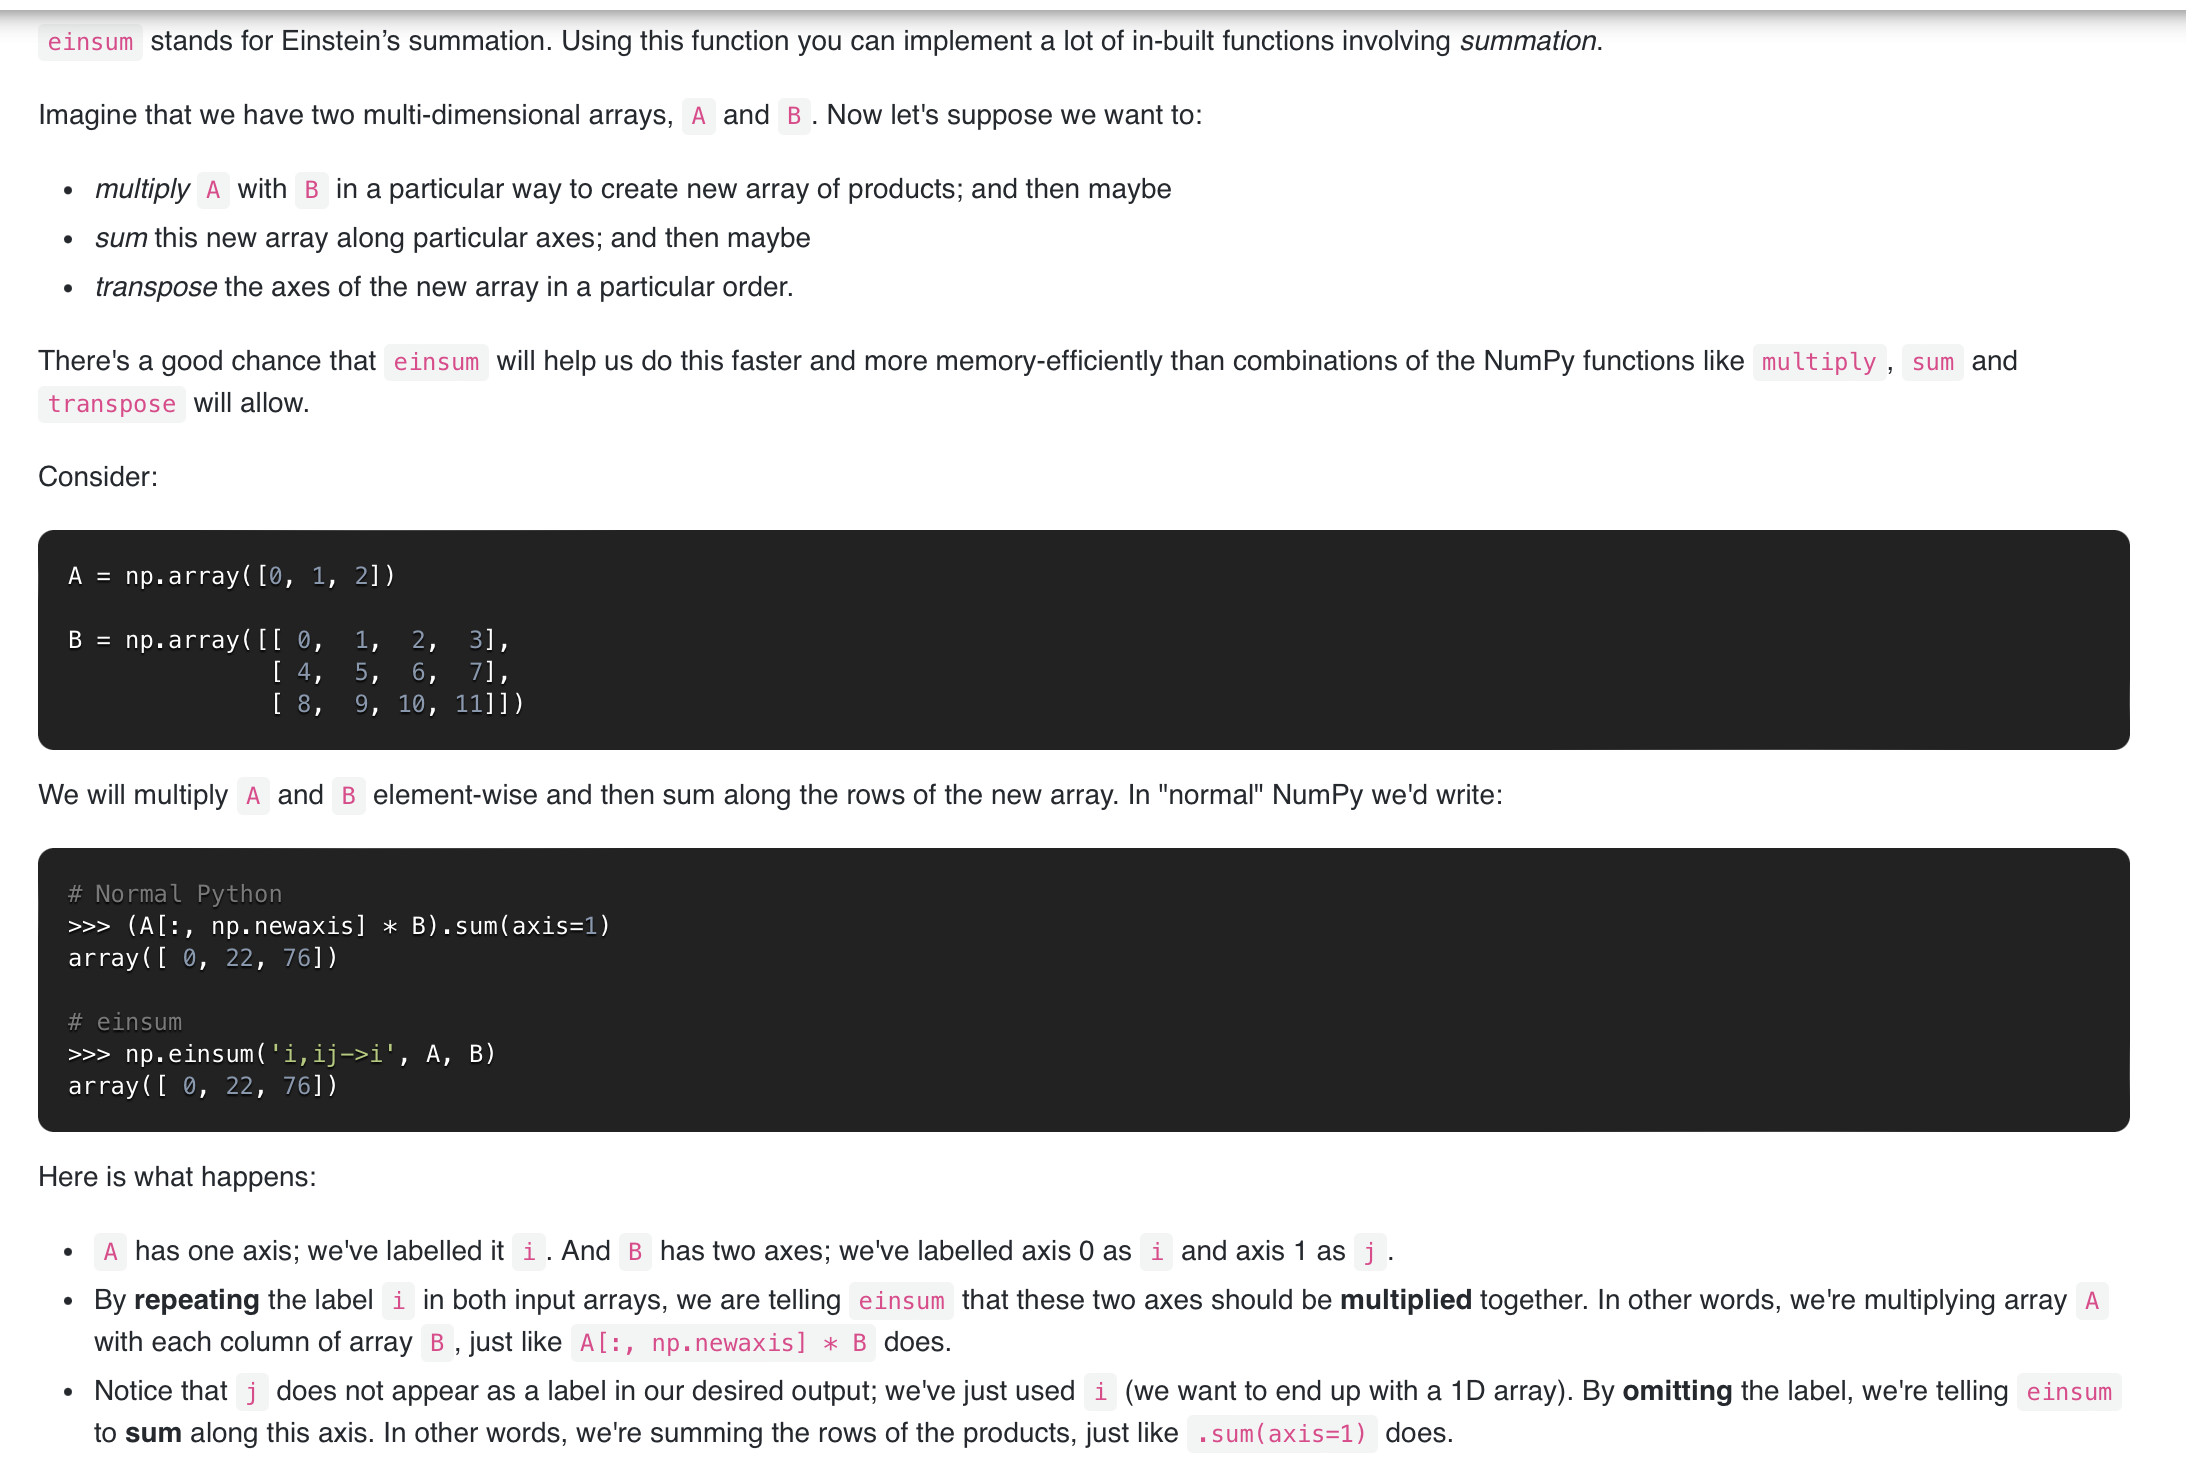 einsum stands for Einstein’s summation. Using this function you can implement a lot of in-built functions involving summation.
Imagine that we have two multi-dimensional arrays, A and B . Now let's suppose we want to:
• multiply A with B in a particular way to create new array of products; and then maybe
• sum this new array along particular axes; and then maybe
• transpose the axes of the new array in a particular order.
There's a good chance that einsum will help us do this faster and more memory-efficiently than combinations of the NumPy functions like multiply , sum and
transpose will allow.
Consider:
A = np.array([0, 1, 2])
B = np.array([[ 0,  1,  2,  3],
              [ 4,  5,  6,  7],
              [ 8,  9, 10, 11]])
We will multiply A and B element-wise and then sum along the rows of the new array. In "normal" NumPy we'd write:
# Normal Python
>>> (A[:, np.newaxis] * B).sum(axis=1)
array([ 0, 22, 76])
# einsum
>>> np.einsum('i,ij->i', A, B)
array([ 0, 22, 76])
Here is what happens:
• A has one axis; we've labelled it i . And B has two axes; we've labelled axis 0 as i and axis 1 as j .
• By repeating the label i in both input arrays, we are telling einsum that these two axes should be multiplied together. In other words, we're multiplying array A
with each column of array B , just like A[:, np.newaxis] * B does.
• Notice that j does not appear as a label in our desired output; we've just used i (we want to end up with a 1D array). By omitting the label, we're telling einsum
to sum along this axis. In other words, we're summing the rows of the products, just like .sum(axis=1) does.